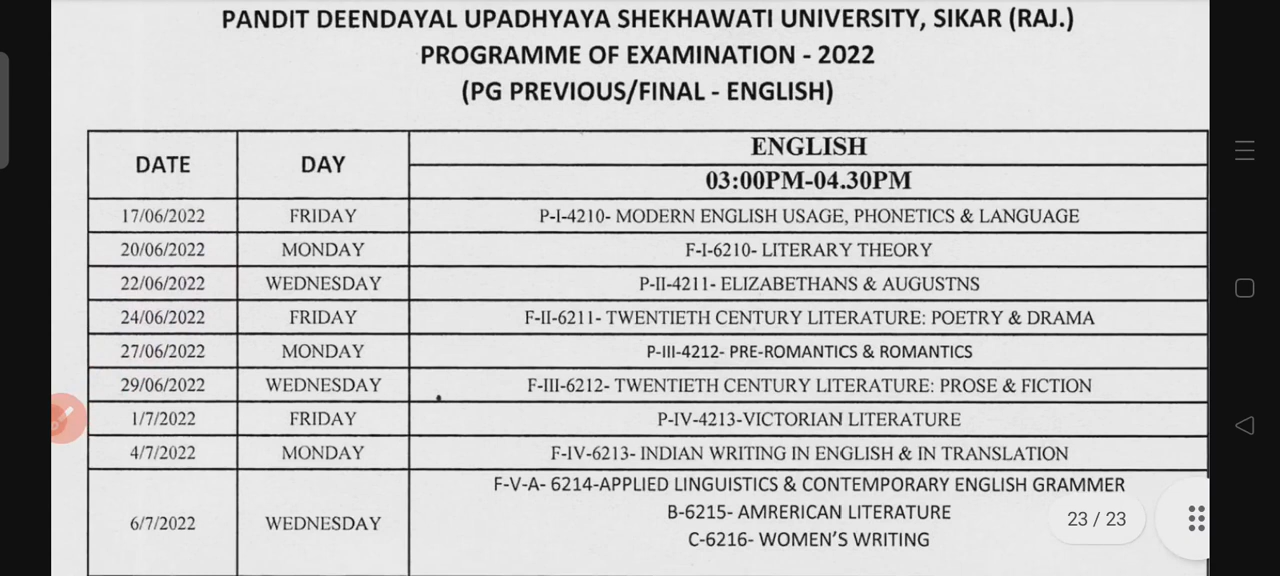 PANDIT DEENDAYAL UPADHYAYA SHEKHAWATI UNIVERSITY, SIKAR (RAJ.)
PROGRAMME OF EXAMINATION - 2022
(PG PREVIOUS/FINAL - ENGLISH)
DATE DAY ENGLISH
03:00PM-04.30PM
17/06/2022 FRIDAY P-I-4210- MODERN ENGLISH USAGE, PHONETICS & LANGUAGE
20/06/2022 MONDAY F-I-6210- LITERARY THEORY
22/06/2022 WEDNESDAY P-II-4211- ELIZABETHANS & AUGUSTNS
24/06/2022 FRIDAY F-II-6211- TWENTIETH CENTURY LITERATURE: POETRY & DRAMA
27/06/2022 MONDAY P-III-4212- PRE-ROMANTICS & ROMANTICS
29/06/2022 WEDNESDAY F-III-6212- TWENTIETH CENTURY LITERATURE: PROSE & FICTION
1/7/2022 FRIDAY P-IV-4213-VICTORIAN LITERATURE
4/7/2022 MONDAY F-IV-6213- INDIAN WRITING IN ENGLISH & IN TRANSLATION
6/7/2022 WEDNESDAY F-V-A- 6214-APPLIED LINGUISTICS & CONTEMPORARY ENGLISH GRAMMER
B-6215- AMRERICAN LITERATURE
C-6216- WOMEN'S WRITING
23 / 23